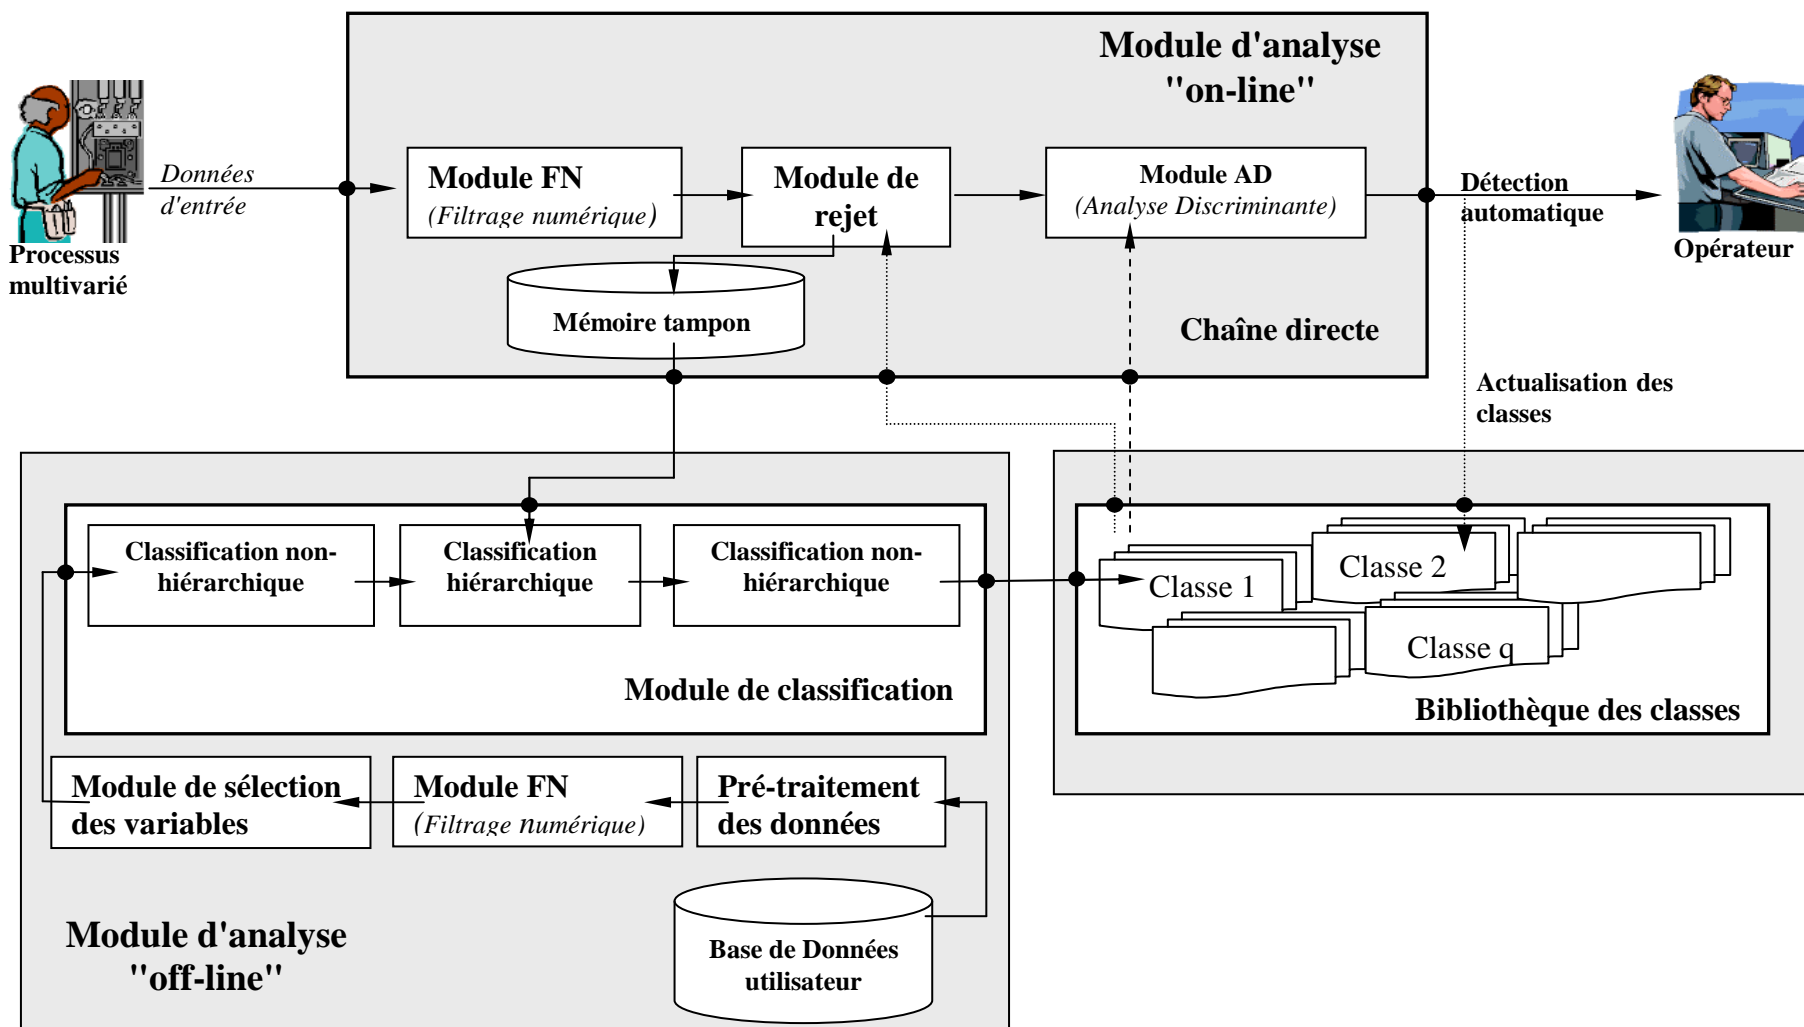 Module d'analyse
"on-line"
Données
d'entrée
Processus
multivarié
Module FN
(Filtrage numérique)
Module de
rejet
Module AD
(Analyse Discriminante)
Détection
automatique
Opérateur
Mémoire tampon
Chaîne directe
Actualisation des
classes
Classification non-
hiérarchique
Classification
hiérarchique
Classification non-
hiérarchique
Module de classification
Classe 1
Classe 2
Classe q
Bibliothèque des classes
Module de sélection
des variables
Module FN
(Filtrage numérique)
Pré-traitement
des données
Module d'analyse
"off-line"
Base de Données
utilisateur